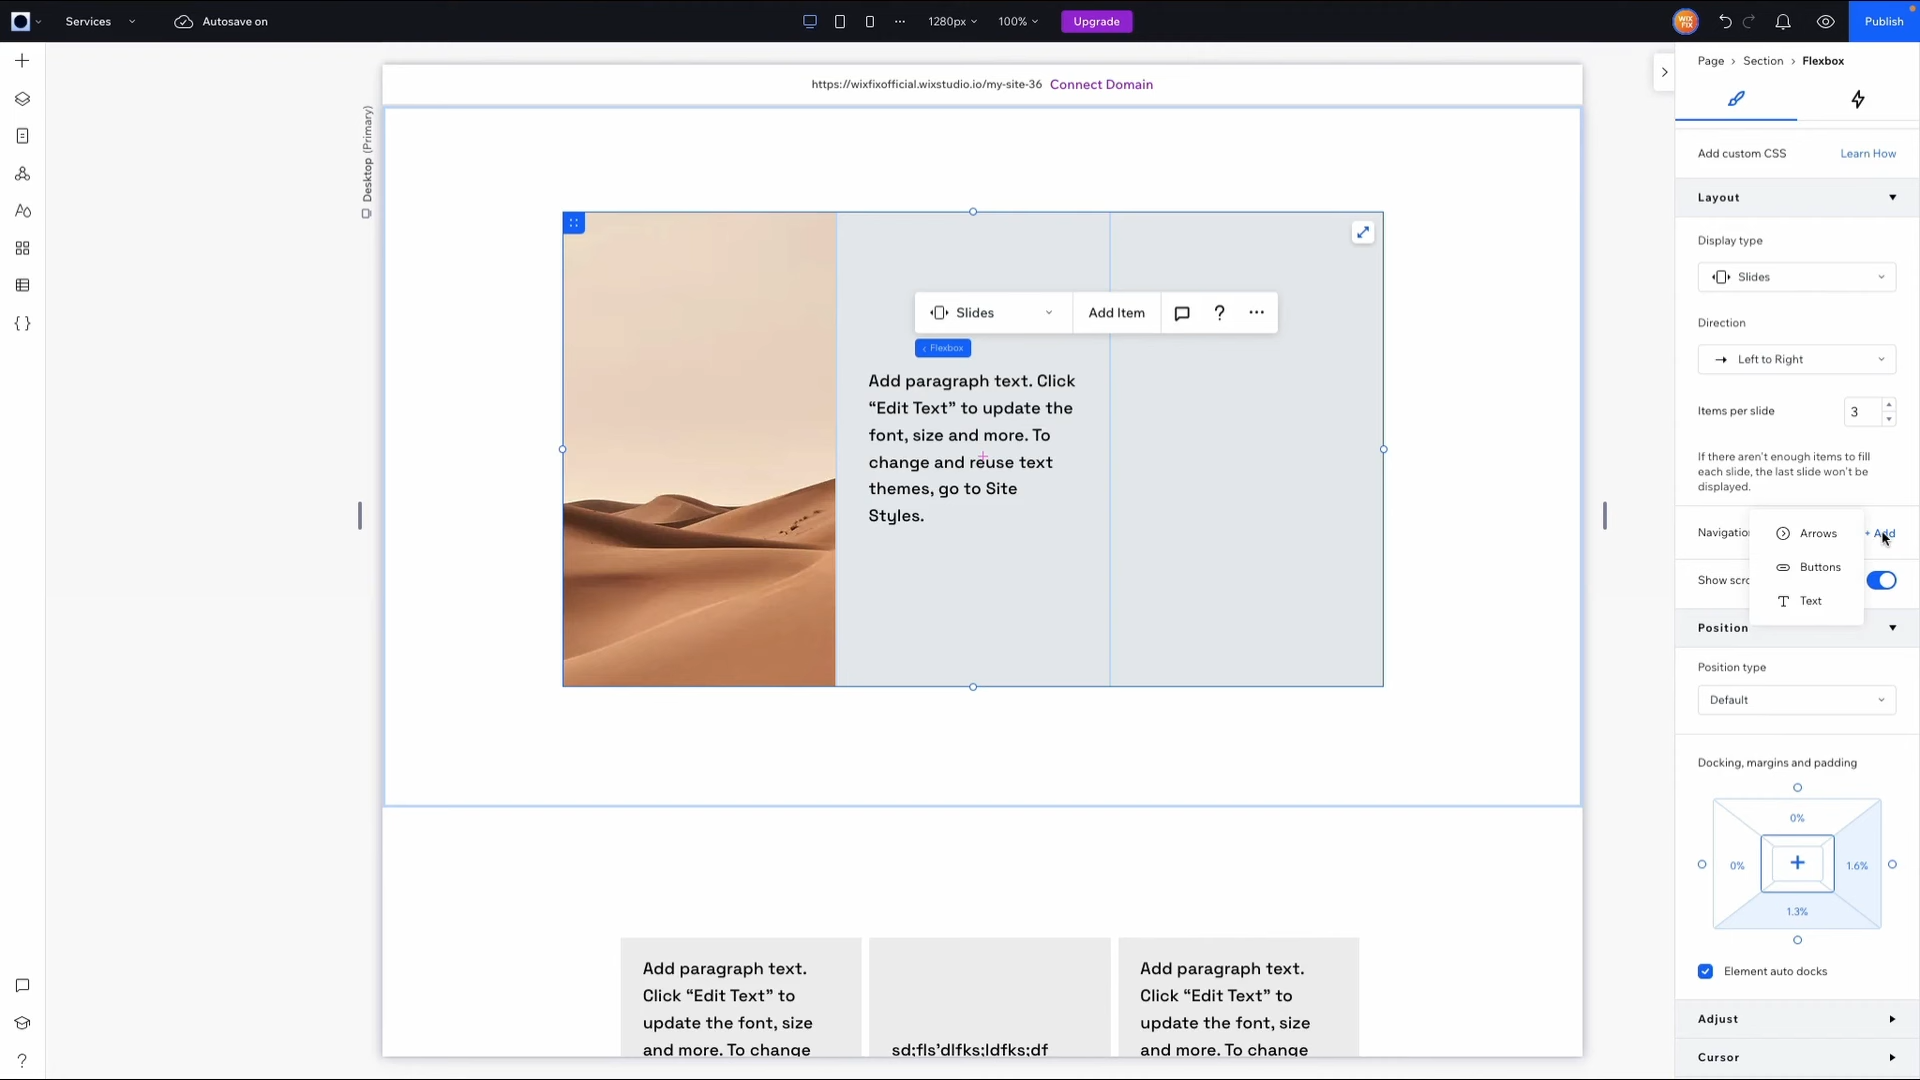 Services
Autosave on
1280px
100%
Upgrade
WIX
FIX
Publish
https://wixfixofficial.wixstudio.io/my-site-36 Connect Domain
Desktop (Primary)
Slides
Add Item
?
Flexbox
Add paragraph text. Click
“Edit Text” to update the
font, size and more. To
change and reuse text
themes, go to Site
Styles.
Add paragraph text.
Click “Edit Text” to
update the font, size
and more. To change
sd;fls'dlfks;ldfks;df
Add paragraph text.
Click “Edit Text” to
update the font, size
and more. To change
Page > Section > Flexbox
Add custom CSS
Learn How
Layout
Display type
Slides
Direction
Left to Right
Items per slide
3
If there aren't enough items to fill
each slide, the last slide won't be
displayed.
Navigation
+ Add
Arrows
Buttons
Text
Show scro
Position
Position type
Default
Docking, margins and padding
0%
0%
1.6%
1.3%
Element auto docks
Adjust
Cursor